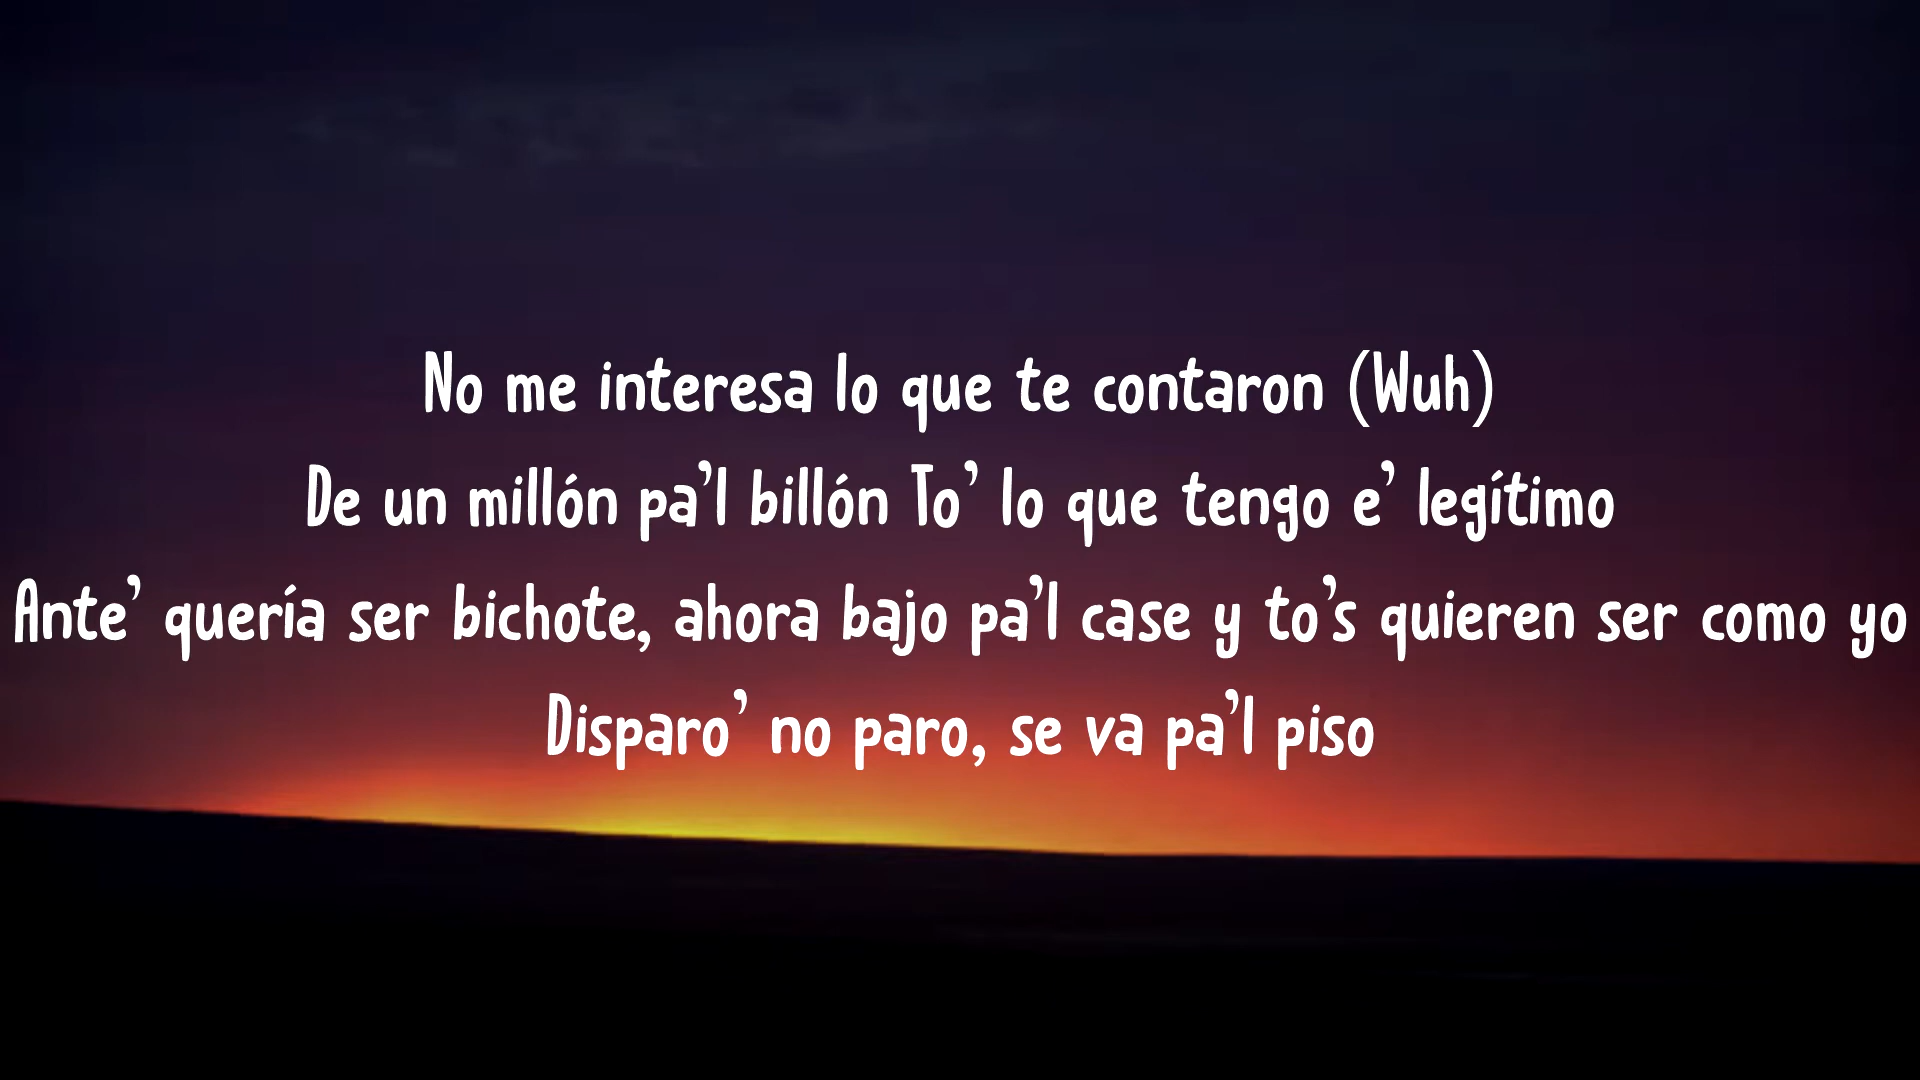 No me interesa lo que te contaron (Wuh)
De un millón pa’l billón To’ lo que tengo e’ legítimo
Ante’ quería ser bichote, ahora bajo pa’l case y to’s quieren ser como yo
Disparo’ no paro, se va pa’l piso